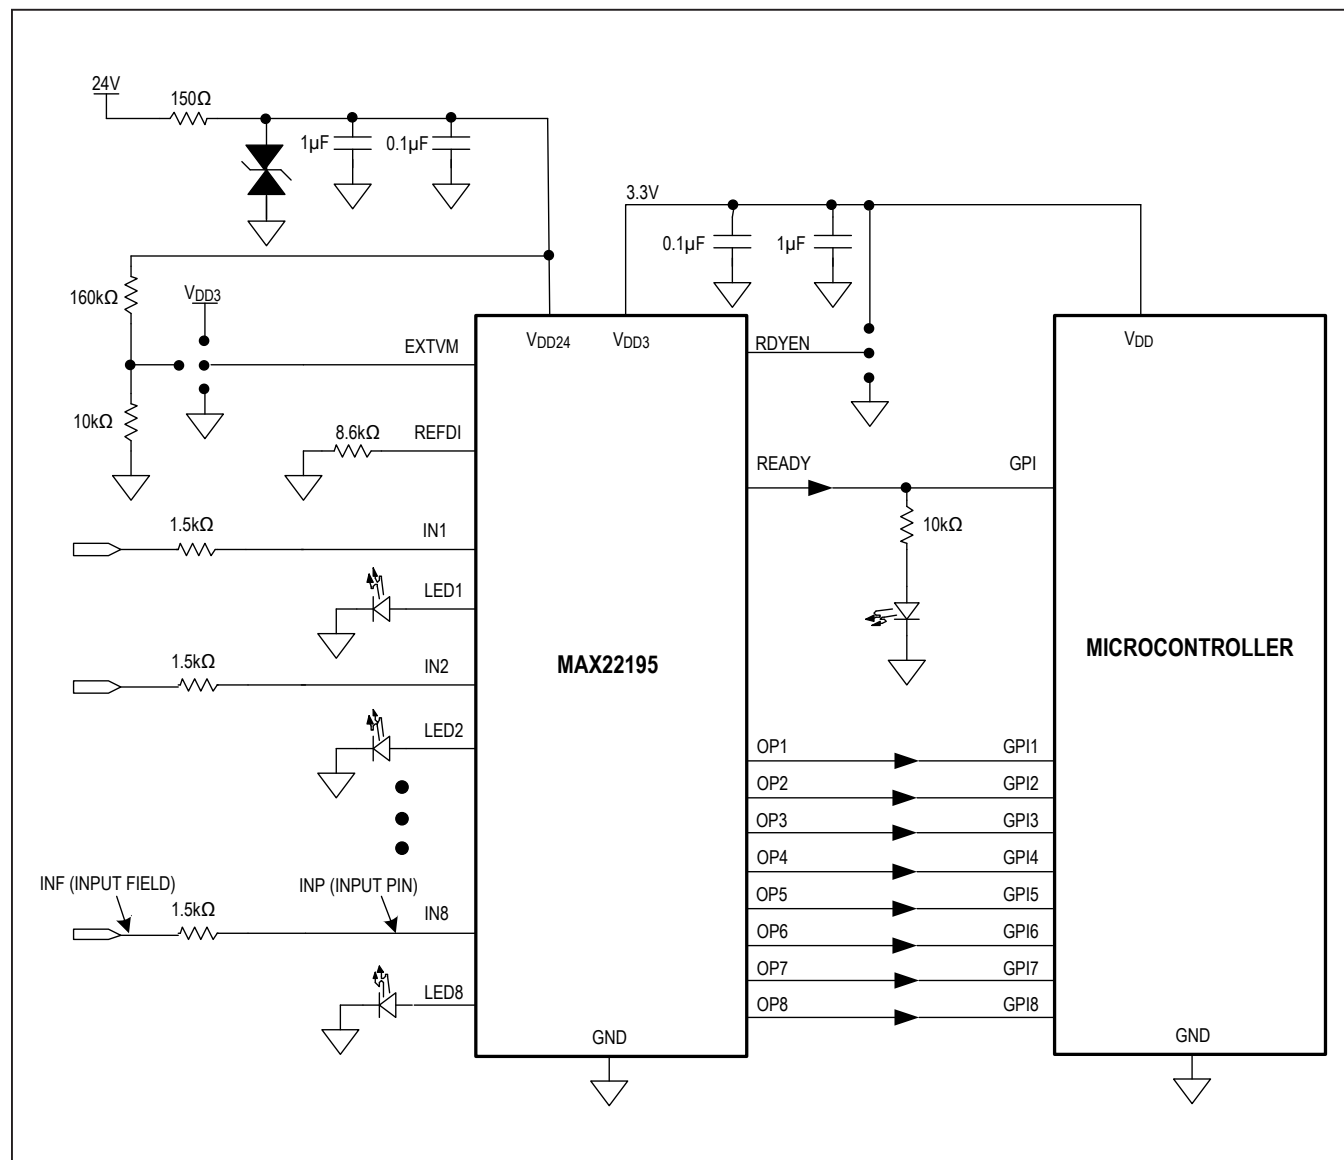 24V
150Ω
1µF
0.1µF
3.3V
0.1µF
1µF
160kΩ
VDD3
EXTVM
VDD24
VDD3
RDYEN
VDD
10kΩ
8.6kΩ
REFDI
READY
GPI
1.5kΩ
IN1
10kΩ
LED1
1.5kΩ
IN2
MAX22195
MICROCONTROLLER
LED2
OP1
GPI1
OP2
GPI2
OP3
GPI3
OP4
GPI4
INF (INPUT FIELD)
INP (INPUT PIN)
OP5
GPI5
1.5kΩ
IN8
OP6
GPI6
OP7
GPI7
LED8
OP8
GPI8
GND
GND